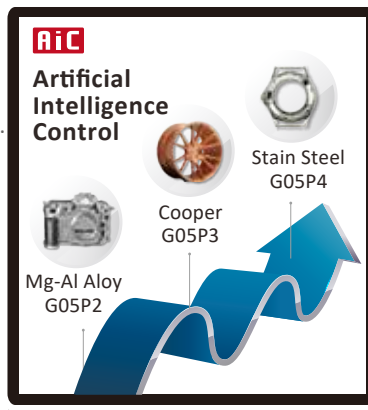 AiC
Artificial
Intelligence
Control
Stain Steel
G05P4
Cooper
G05P3
Mg-Al Aloy
G05P2